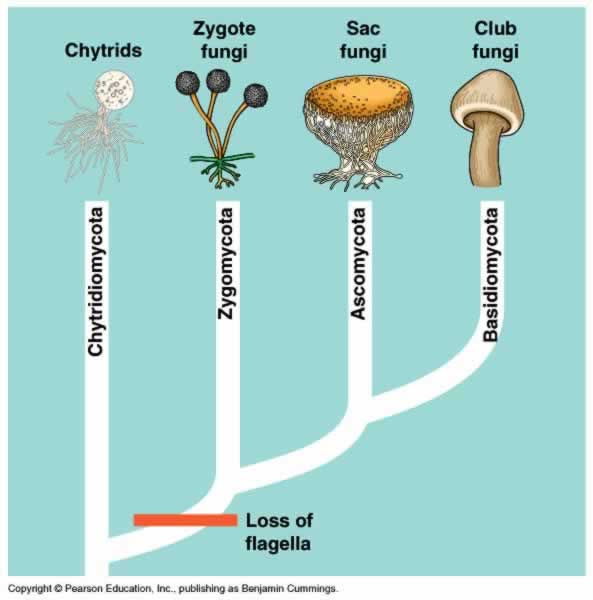 Chytrids
Zygote
fungi
Sac
fungi
Club
fungi
Chytridiomycota
Zygomycota
Ascomycota
Basidiomycota
Loss of
flagella
Copyright © Pearson Education, Inc., publishing as Benjamin Cummings.